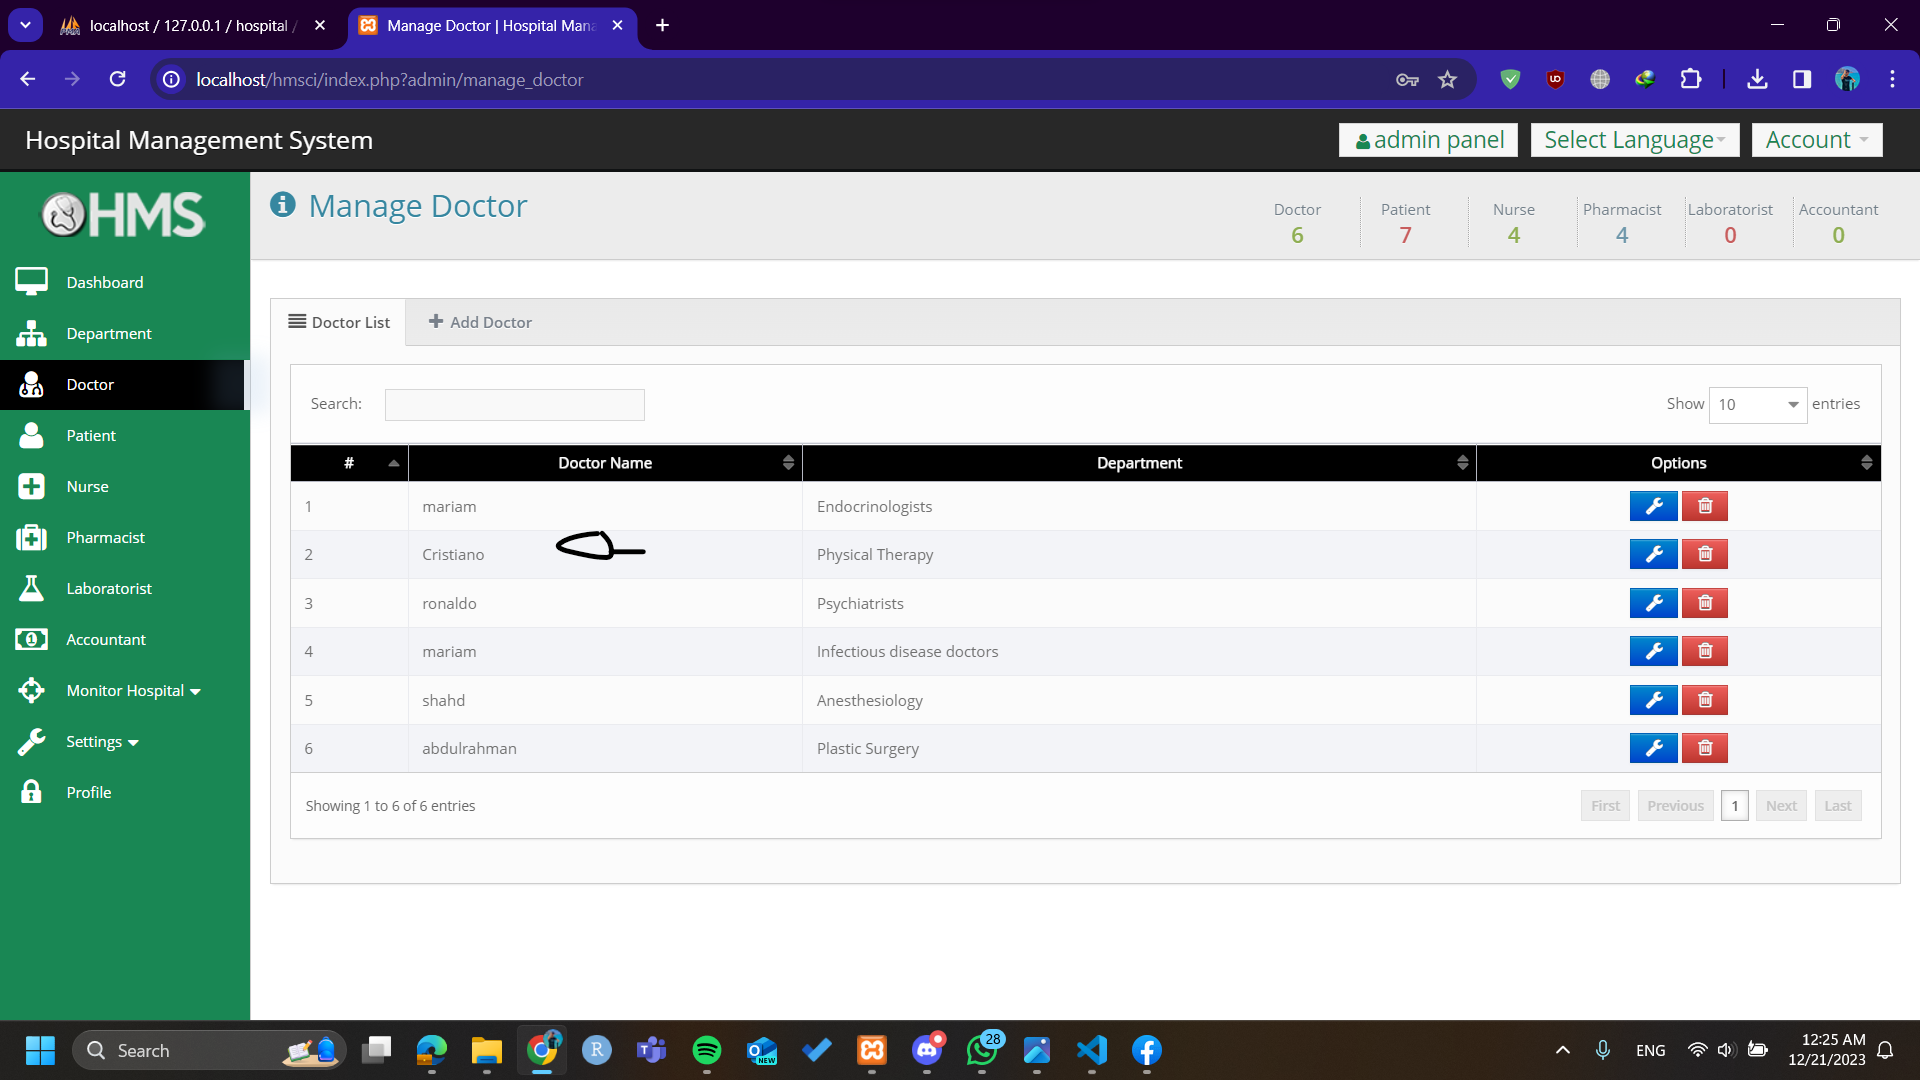 localhost / 127.0.0.1 / hospital /
Manage Doctor | Hospital Mana
localhost/hmsci/index.php?admin/manage_doctor
Hospital Management System
admin panel
Select Language
Account
HMS
Manage Doctor
Doctor
6
Patient
7
Nurse
4
Pharmacist
4
Laboratorist
0
Accountant
0
Dashboard
Department
Doctor
Patient
Nurse
Pharmacist
Laboratorist
Accountant
Monitor Hospital
Settings
Profile
Doctor List
Add Doctor
Search:
Show 10 entries
# Doctor Name Department Options
1 mariam Endocrinologists
2 Cristiano Physical Therapy
3 ronaldo Psychiatrists
4 mariam Infectious disease doctors
5 shahd Anesthesiology
6 abdulrahman Plastic Surgery
Showing 1 to 6 of 6 entries
First Previous 1 Next Last
Search
R
T
NEW
28
ENG
12:25 AM
12/21/2023